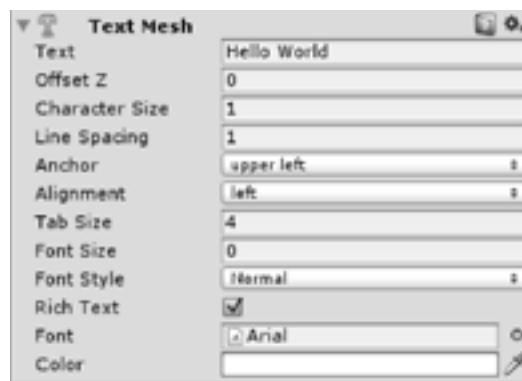 Text Mesh
Text Hello World
Offset Z 0
Character Size 1
Line Spacing 1
Anchor upper left
Alignment left
Tab Size 4
Font Size 0
Font Style Normal
Rich Text
Font Arial
Color